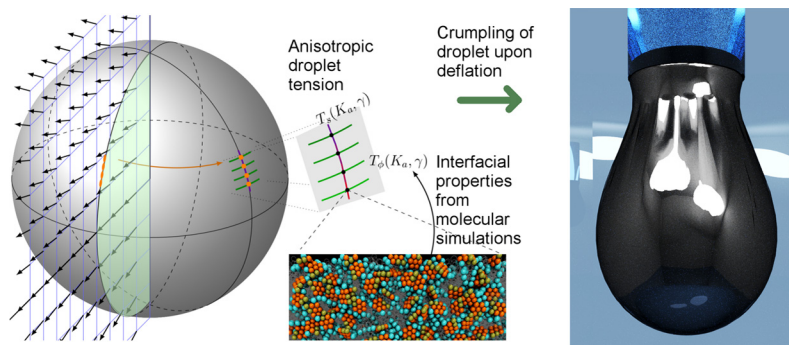 Anisotropic
droplet
tension
Crumpling of
droplet upon
deflation
T_s(K_a, γ)
T_ϕ(K_a, γ)
Interfacial
properties
from
molecular
simulations